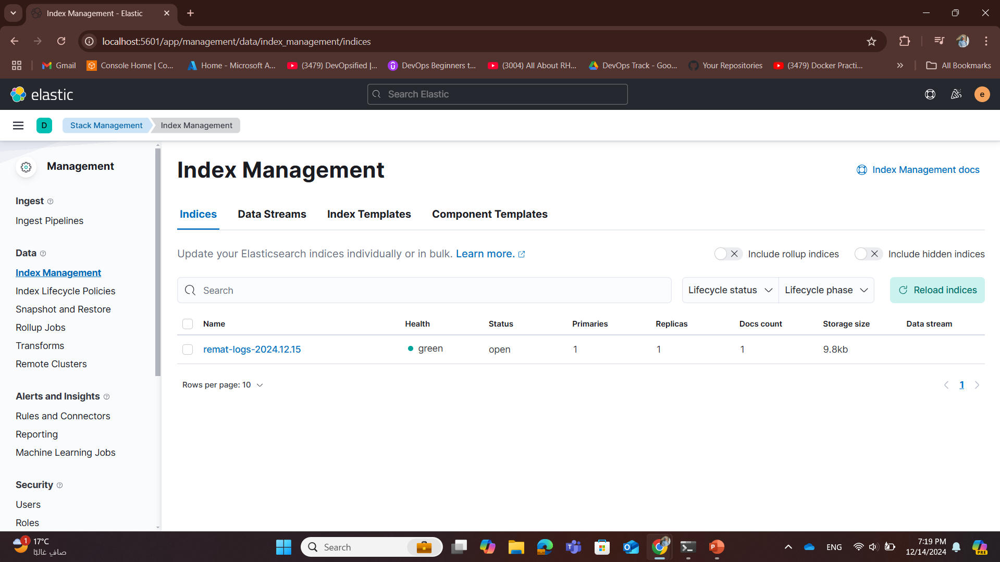 Index Management - Elastic
localhost:5601/app/management/data/index_management/indices
Gmail
Console Home | Co...
Home - Microsoft A...
(3479) DevOpsified |...
DevOps Beginners t...
(3004) All About RH...
DevOps Track - Goo...
Your Repositories
(3479) Docker Practi...
All Bookmarks
elastic
Search Elastic
e
D
Stack Management
Index Management
Management
Ingest
Ingest Pipelines
Data
Index Management
Index Lifecycle Policies
Snapshot and Restore
Rollup Jobs
Transforms
Remote Clusters
Alerts and Insights
Rules and Connectors
Reporting
Machine Learning Jobs
Security
Users
Roles
Index Management
Index Management docs
Indices Data Streams Index Templates Component Templates
Update your Elasticsearch indices individually or in bulk. Learn more.
Include rollup indices
Include hidden indices
Search
Lifecycle status
Lifecycle phase
Reload indices
Name Health Status Primaries Replicas Docs count Storage size Data stream
remat-logs-2024.12.15 green open 1 1 1 9.8kb
Rows per page: 10
1
1
17°C
صافٍ غالبًا
Search
PRE
ENG
7:19 PM
12/14/2024